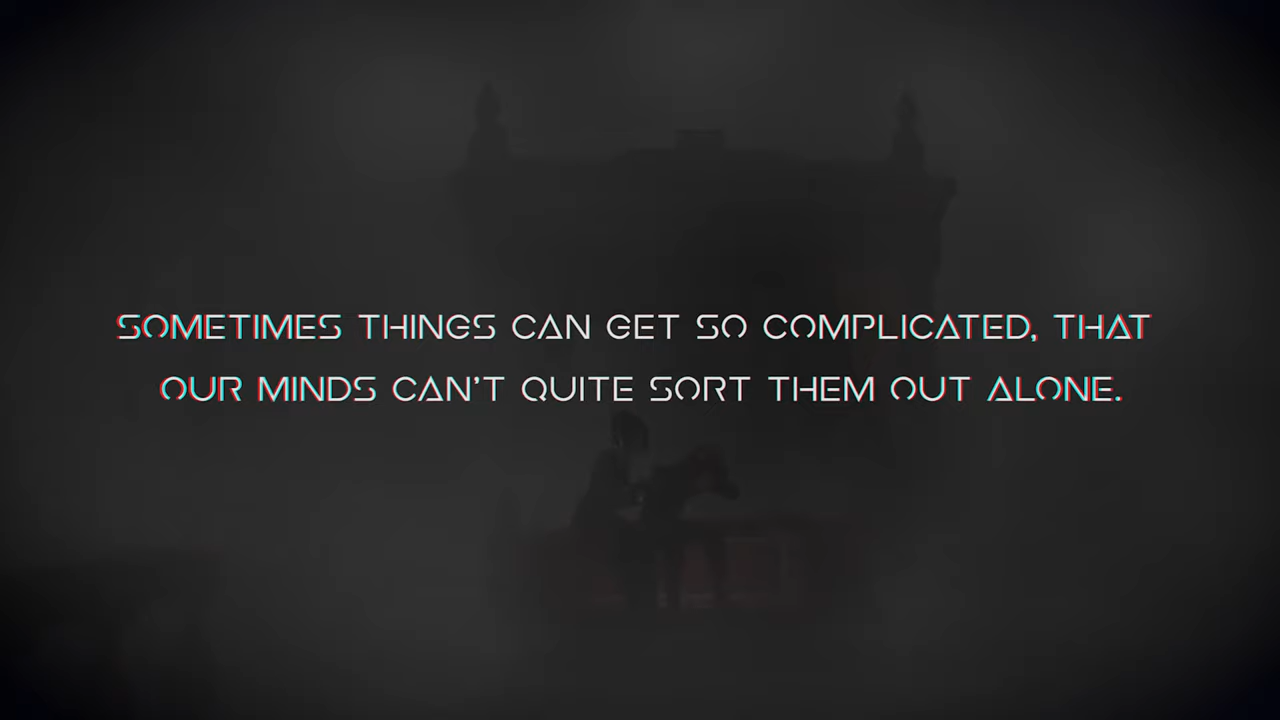 SOMETIMES THINGS CAN GET SO COMPLICATED, THAT
OUR MINDS CAN'T QUITE SORT THEM OUT ALONE.